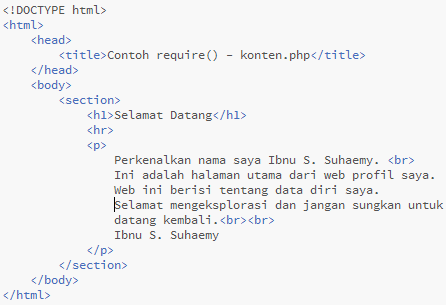 <!DOCTYPE html>
<html>
<head>
<title>Contoh require() – konten.php</title>
</head>
<body>
<section>
<h1>Selamat Datang</h1>
<hr>
<p>
Perkenalkan nama saya Ibnu S. Suhaemy. <br>
Ini adalah halaman utama dari web profil saya.
Web ini berisi tentang data diri saya.
Selamat mengeksplorasi dan jangan sungkan untuk
datang kembali.<br><br>
Ibnu S. Suhaemy
</p>
</section>
</body>
</html>